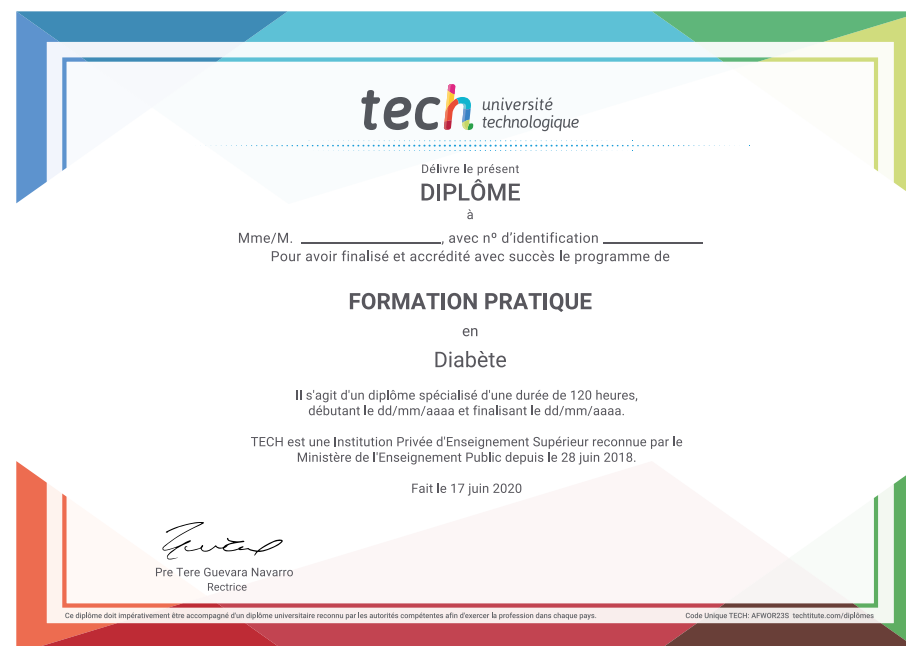 tech université
technologique
Délivre le présent
DIPLÔME
à
Mme/M. ____________________, avec nº d'identification ______________
Pour avoir finalisé et accrédité avec succès le programme de
FORMATION PRATIQUE
en
Diabète
Il s'agit d'un diplôme spécialisé d'une durée de 120 heures,
débutant le dd/mm/aaaa et finalisant le dd/mm/aaaa.
TECH est une Institution Privée d'Enseignement Supérieur reconnue par le
Ministère de l'Enseignement Public depuis le 28 juin 2018.
Fait le 17 juin 2020
Pre Tere Guevara Navarro
Rectrice
Ce diplôme doit impérativement être accompagné d'un diplôme universitaire reconnu par les autorités compétentes afin d'exercer la profession dans chaque pays.
Code Unique TECH: AFWOR23S techtitute.com/diplômes